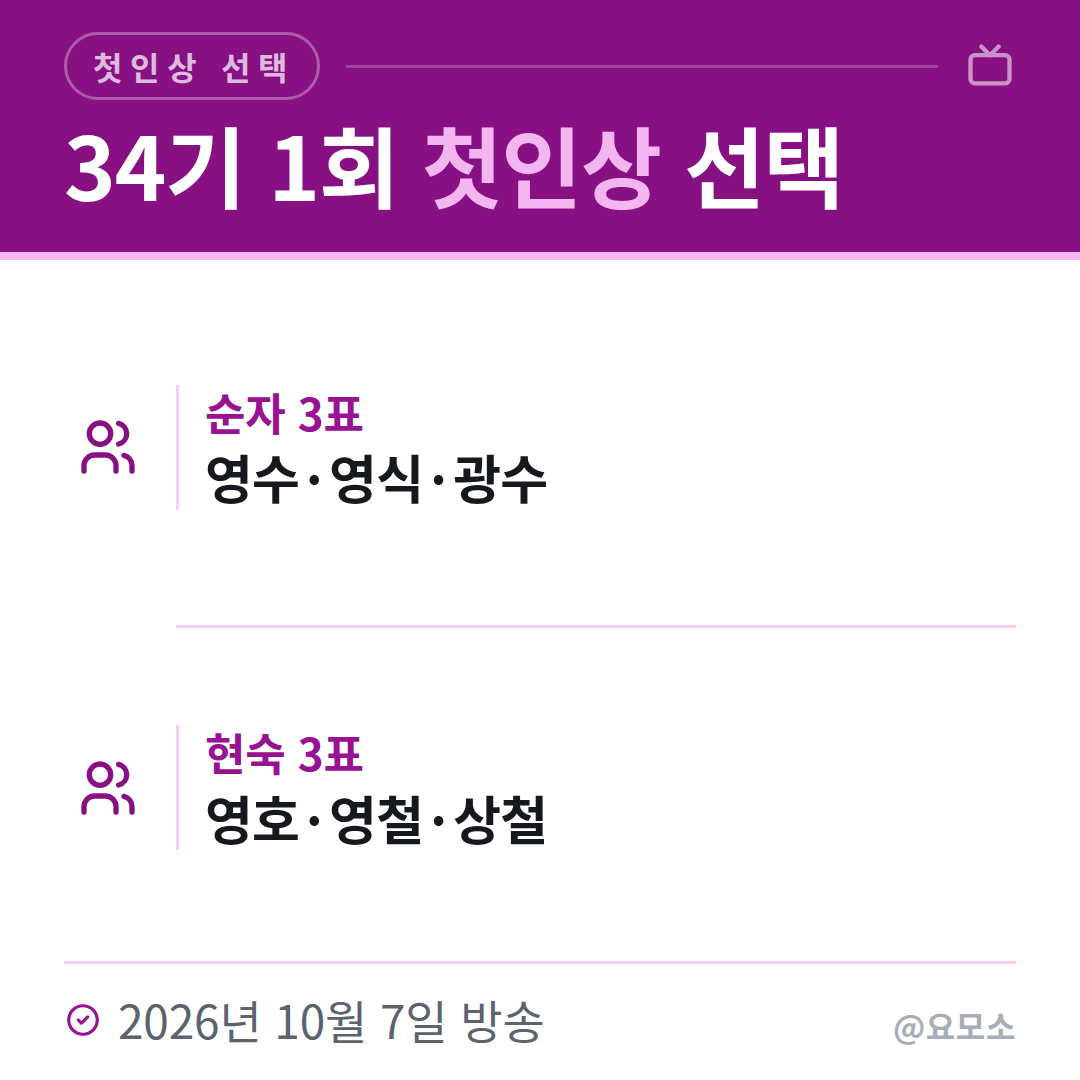 첫인상 선택
34기 1회 첫인상 선택
순자 3표
영수·영식·광수
현숙 3표
영호·영철·상철
2026년 10월 7일 방송
@요모소